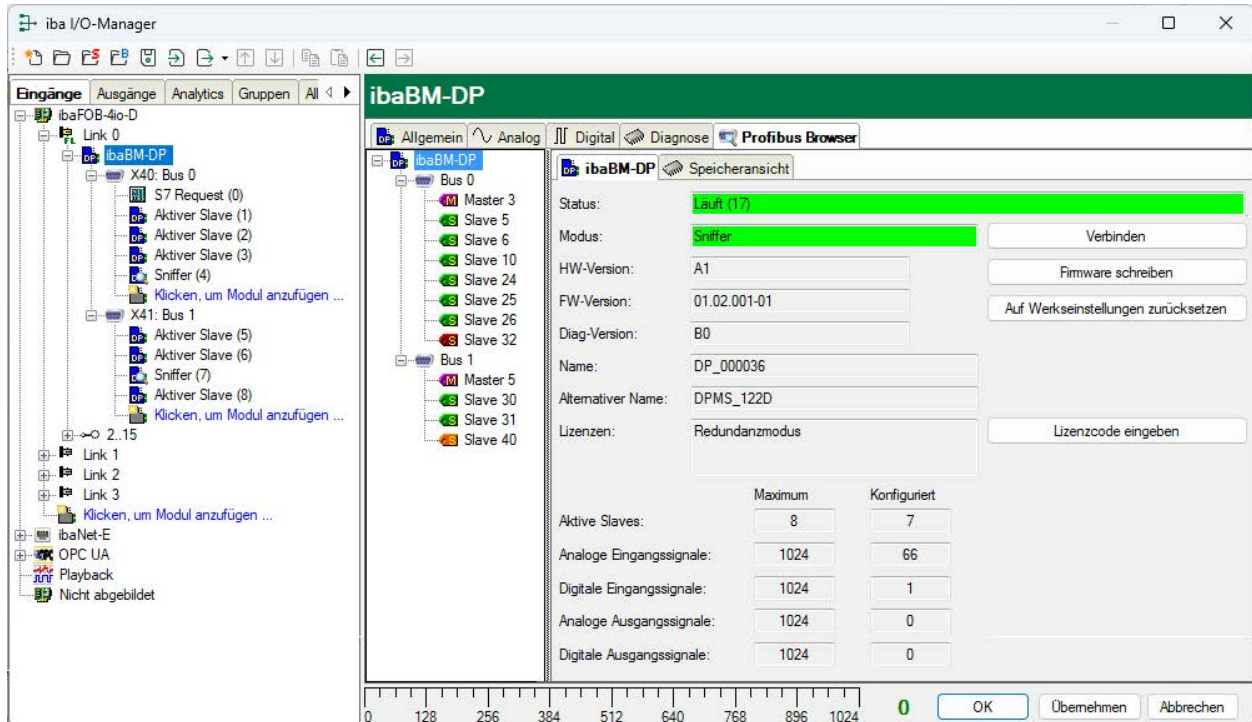 iba I/O-Manager
Eingänge Ausgänge Analytics Gruppen All
ibaFOB-4io-D
Link 0
ibaBM-DP
X40: Bus 0
S7 Request (0)
Aktiver Slave (1)
Aktiver Slave (2)
Aktiver Slave (3)
Sniffer (4)
Klicken, um Modul anzufügen ...
X41: Bus 1
Aktiver Slave (5)
Aktiver Slave (6)
Sniffer (7)
Aktiver Slave (8)
Klicken, um Modul anzufügen ...
2..15
Link 1
Link 2
Link 3
Klicken, um Modul anzufügen ...
ibaNet-E
OPC UA
Playback
Nicht abgebildet
ibaBM-DP
Allgemein Analog Digital Diagnose Profibus Browser
ibaBM-DP
Bus 0
Master 3
Slave 5
Slave 6
Slave 10
Slave 24
Slave 25
Slave 26
Slave 32
Bus 1
Master 5
Slave 30
Slave 31
Slave 40
ibaBM-DP Speicheransicht
Status: Läuft (17)
Modus: Sniffer Verbinden
HW-Version: A1 Firmware schreiben
FW-Version: 01.02.001-01 Auf Werkseinstellungen zurücksetzen
Diag-Version: B0
Name: DP_000036
Alternativer Name: DPMS_122D
Lizenzen: Redundanzmodus Lizenzcode eingeben
Maximum Konfiguriert
Aktive Slaves: 8 7
Analoge Eingangssignale: 1024 66
Digitale Eingangssignale: 1024 1
Analoge Ausgangssignale: 1024 0
Digitale Ausgangssignale: 1024 0
0 128 256 384 512 640 768 896 1024 0 OK Übernehmen Abbrechen